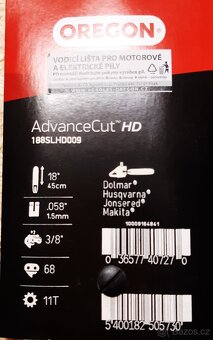 OREGON
VODICÍ LIŠTA PRO MOTOROVÉ
A ELEKTRICKÉ PILY
AdvanceCut™ HD
188SLHD009
18"
45cm
.058"
1.5mm
3/8"
68
11T
Dolmar®
Husqvarna®
Jonsered®
Makita®
0 36577 40727 0
5 400182 505730